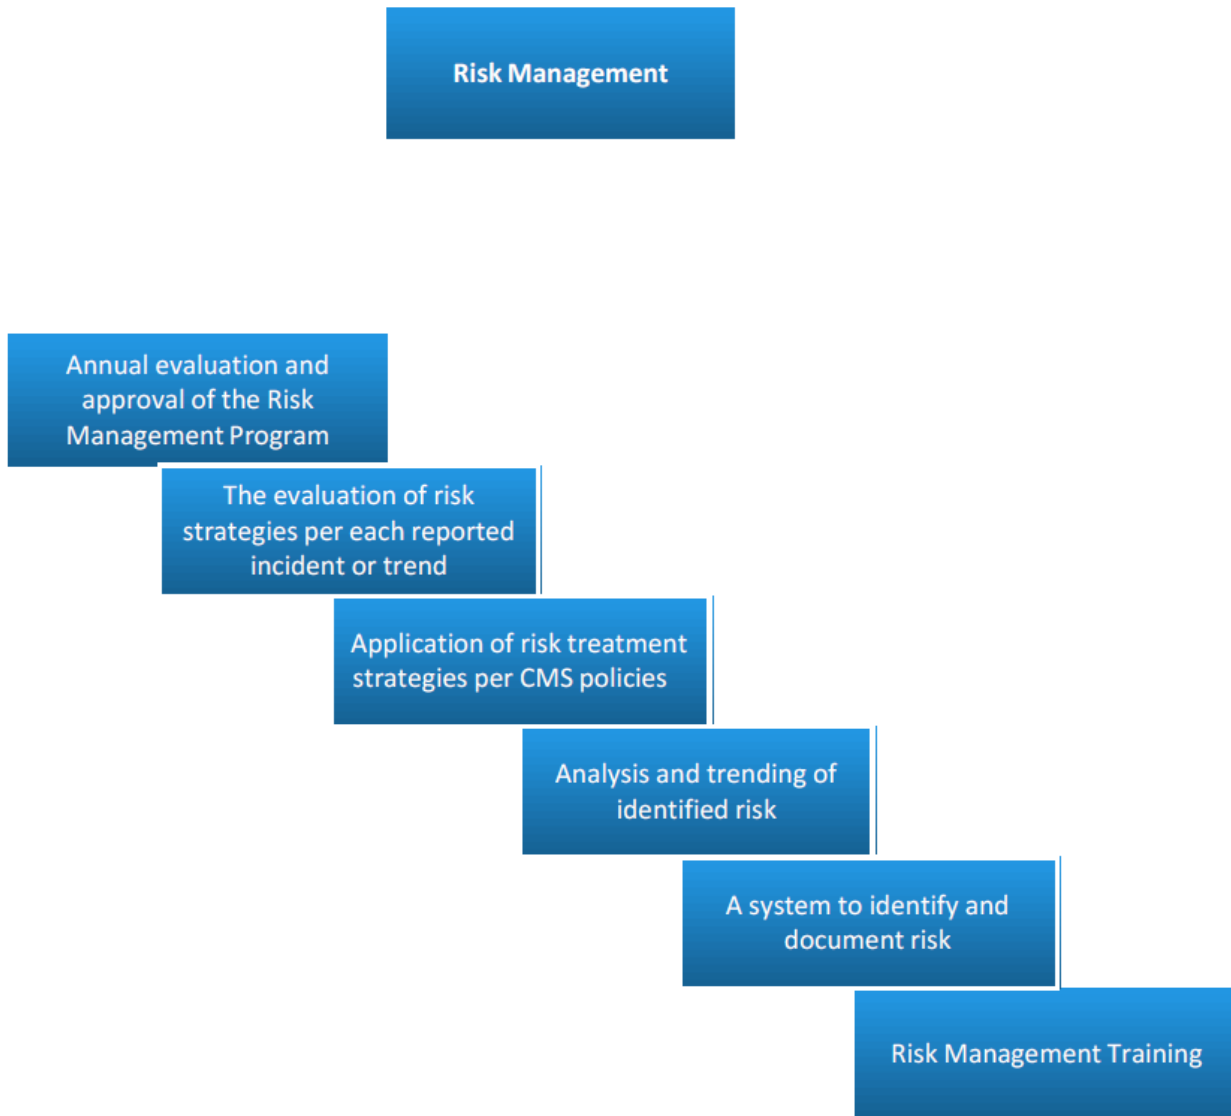 Risk Management
Annual evaluation and
approval of the Risk
Management Program
The evaluation of risk
strategies per each reported
incident or trend
Application of risk treatment
strategies per CMS policies
Analysis and trending of
identified risk
A system to identify and
document risk
Risk Management Training